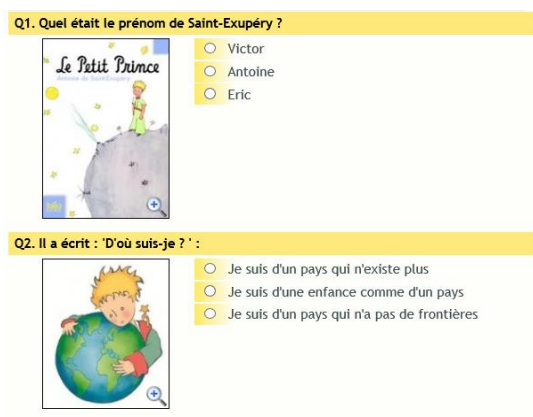 Q1. Quel était le prénom de Saint-Exupéry ?
Le Petit Prince
Antoine de Saint-Exupéry
Victor
Antoine
Eric
Q2. Il a écrit : 'D'où suis-je ? ' :
Je suis d'un pays qui n'existe plus
Je suis d'une enfance comme d'un pays
Je suis d'un pays qui n'a pas de frontières